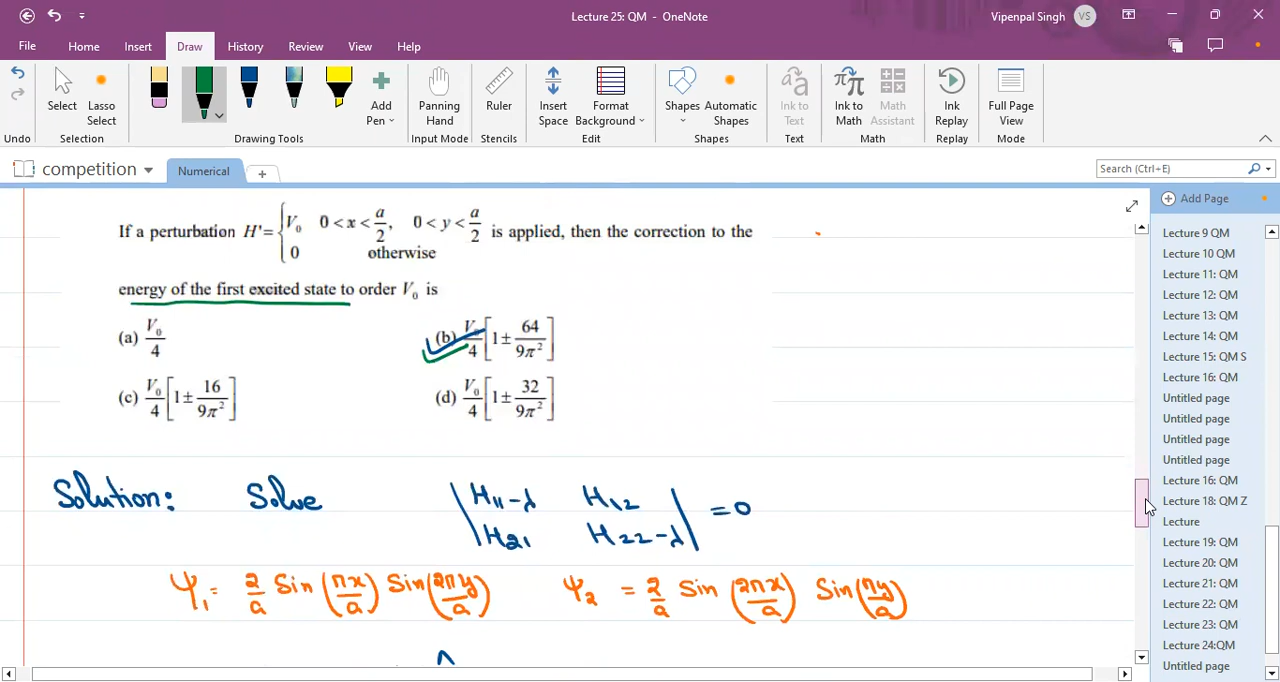 Lecture 25: QM - OneNote
Vipenpal Singh VS
File Home Insert Draw History Review View Help
Undo
Select
Lasso Select
Add Pen
Panning Hand
Ruler
Insert Space
Format Background
Shapes
Automatic Shapes
Ink to Text
Ink to Math
Math Assistant
Ink Replay
Full Page View
Undo Selection Drawing Tools Input Mode Stencils Edit Shapes Text Math Replay Mode
competition Numerical
Search (Ctrl+E)
If a perturbation H'= { V₀ 0 < x < a/2, 0 < y < a/2 is applied, then the correction to the
0 otherwise
energy of the first excited state to order V₀ is
(a) V₀/4 (b) V₀/4 [1 ± 64/9π²]
(c) V₀/4 [1 ± 16/9π²] (d) V₀/4 [1 ± 32/9π²]
Solution: Solve | H₁₁-λ H₁₂ |
| H₂₁ H₂₂-λ | = 0
Ψ₁ = 2/a Sin (πx/a) Sin (2πy/a) Ψ₂ = 2/a Sin (2πx/a) Sin (πy/a)
Add Page
Lecture 9 QM
Lecture 10 QM
Lecture 11: QM
Lecture 12: QM
Lecture 13: QM
Lecture 14: QM
Lecture 15: QM S
Lecture 16: QM
Untitled page
Untitled page
Untitled page
Untitled page
Lecture 16: QM
Lecture 18: QM Z
Lecture
Lecture 19: QM
Lecture 20: QM
Lecture 21: QM
Lecture 22: QM
Lecture 23: QM
Lecture 24:QM
Untitled page